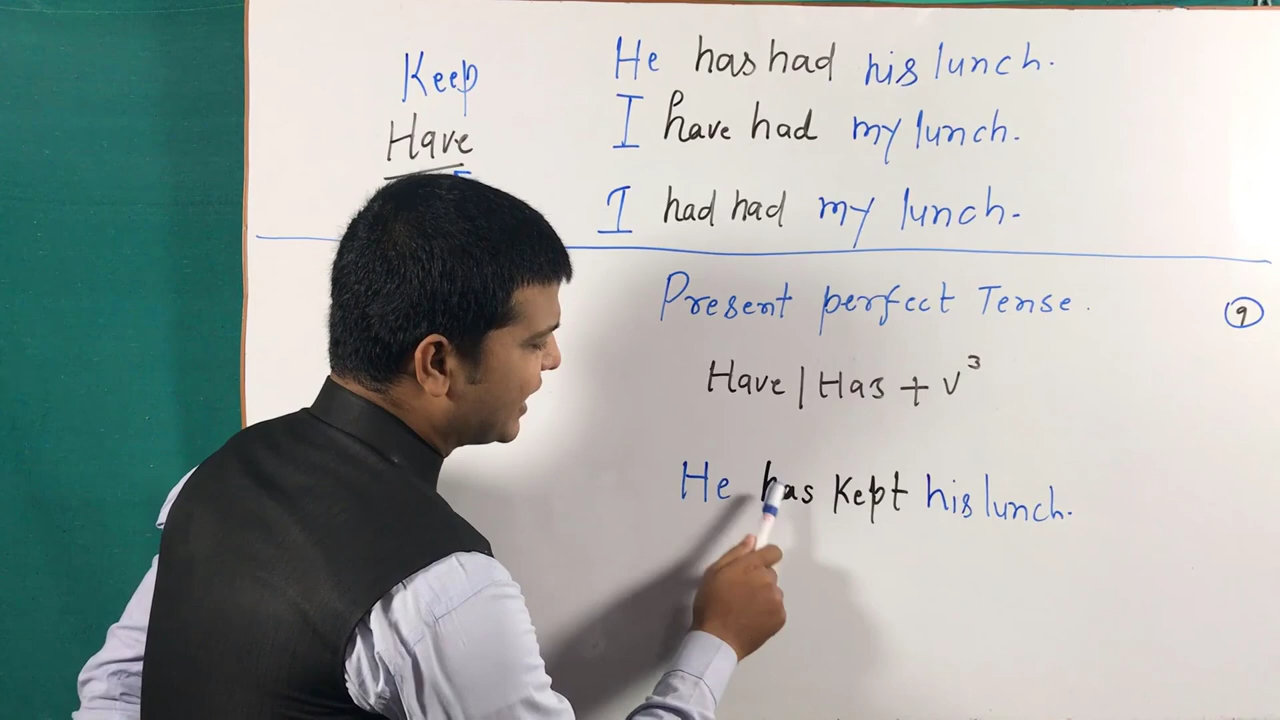 Keep
Have
He has had his lunch.
I have had my lunch.
I had had my lunch.
Present perfect Tense.
9
Have | Has + V³
He has Kept his lunch.